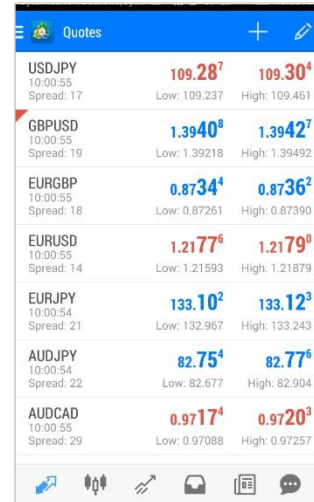 Quotes
USDJPY
10:00:55
Spread: 17
109.28⁷ 109.30⁴
Low: 109.237 High: 109.461
GBPUSD
10:00:55
Spread: 19
1.3940⁸ 1.3942⁷
Low: 1.39218 High: 1.39492
EURGBP
10:00:55
Spread: 18
0.8734⁴ 0.8736²
Low: 0.87261 High: 0.87390
EURUSD
10:00:55
Spread: 14
1.2177⁶ 1.2179⁰
Low: 1.21593 High: 1.21879
EURJPY
10:00:54
Spread: 21
133.10² 133.12³
Low: 132.967 High: 133.243
AUDJPY
10:00:54
Spread: 22
82.75⁴ 82.77⁶
Low: 82.677 High: 82.904
AUDCAD
10:00:55
Spread: 29
0.9717⁴ 0.9720³
Low: 0.97088 High: 0.97257